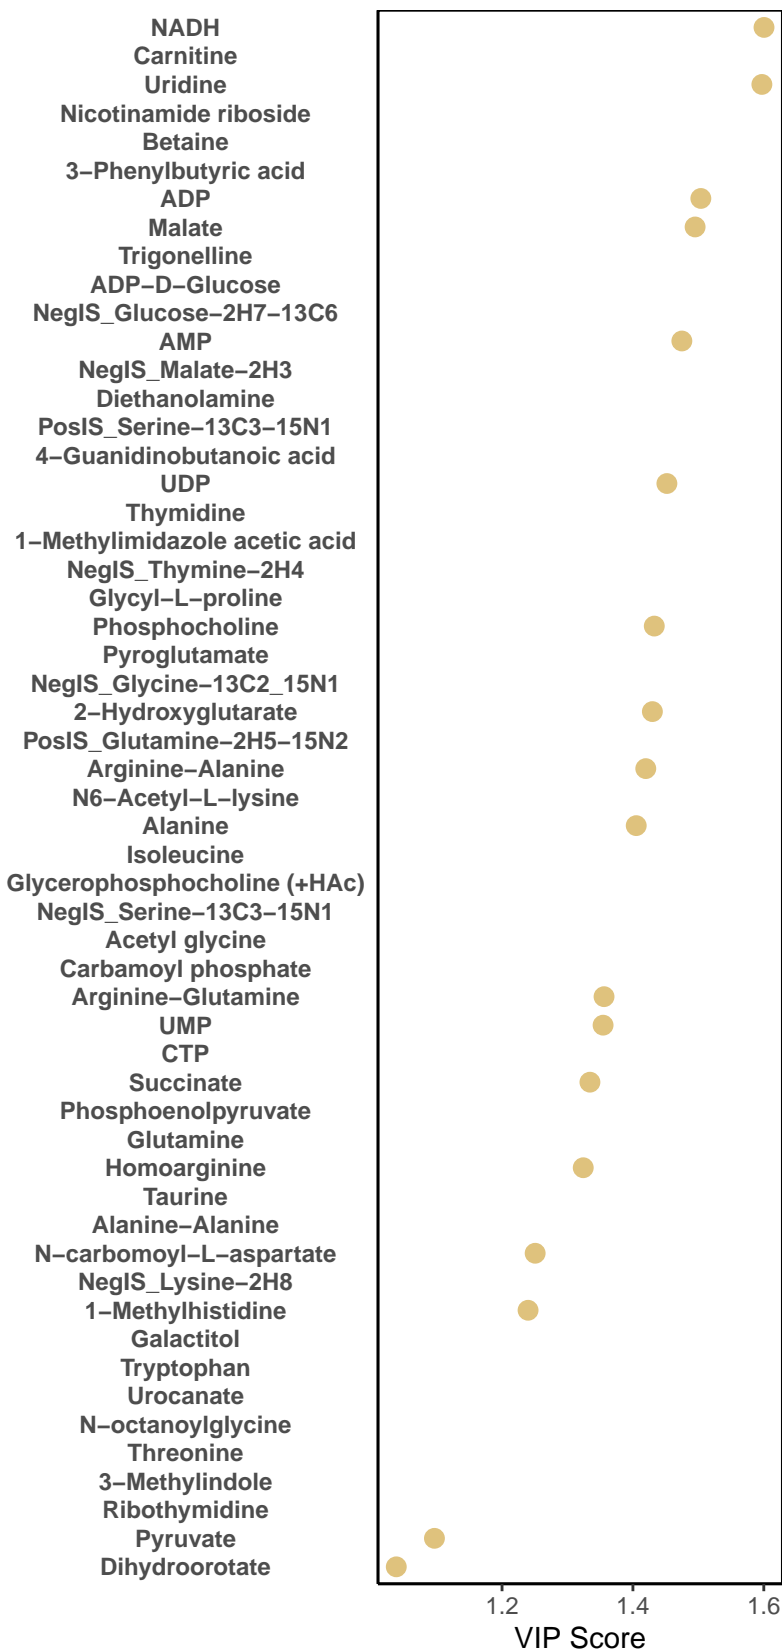 NADH
Carnitine
Uridine
Nicotinamide riboside
Betaine
3−Phenylbutyric acid
ADP
Malate
Trigonelline
ADP−D−Glucose
NegIS_Glucose−2H7−13C6
AMP
NegIS_Malate−2H3
Diethanolamine
PosIS_Serine−13C3−15N1
4−Guanidinobutanoic acid
UDP
Thymidine
1−Methylimidazole acetic acid
NegIS_Thymine−2H4
Glycyl−L−proline
Phosphocholine
Pyroglutamate
NegIS_Glycine−13C2_15N1
2−Hydroxyglutarate
PosIS_Glutamine−2H5−15N2
Arginine−Alanine
N6−Acetyl−L−lysine
Alanine
Isoleucine
Glycerophosphocholine (+HAc)
NegIS_Serine−13C3−15N1
Acetyl glycine
Carbamoyl phosphate
Arginine−Glutamine
UMP
CTP
Succinate
Phosphoenolpyruvate
Glutamine
Homoarginine
Taurine
Alanine−Alanine
N−carbomoyl−L−aspartate
NegIS_Lysine−2H8
1−Methylhistidine
Galactitol
Tryptophan
Urocanate
N−octanoylglycine
Threonine
3−Methylindole
Ribothymidine
Pyruvate
Dihydroorotate
1.2 1.4 1.6
VIP Score